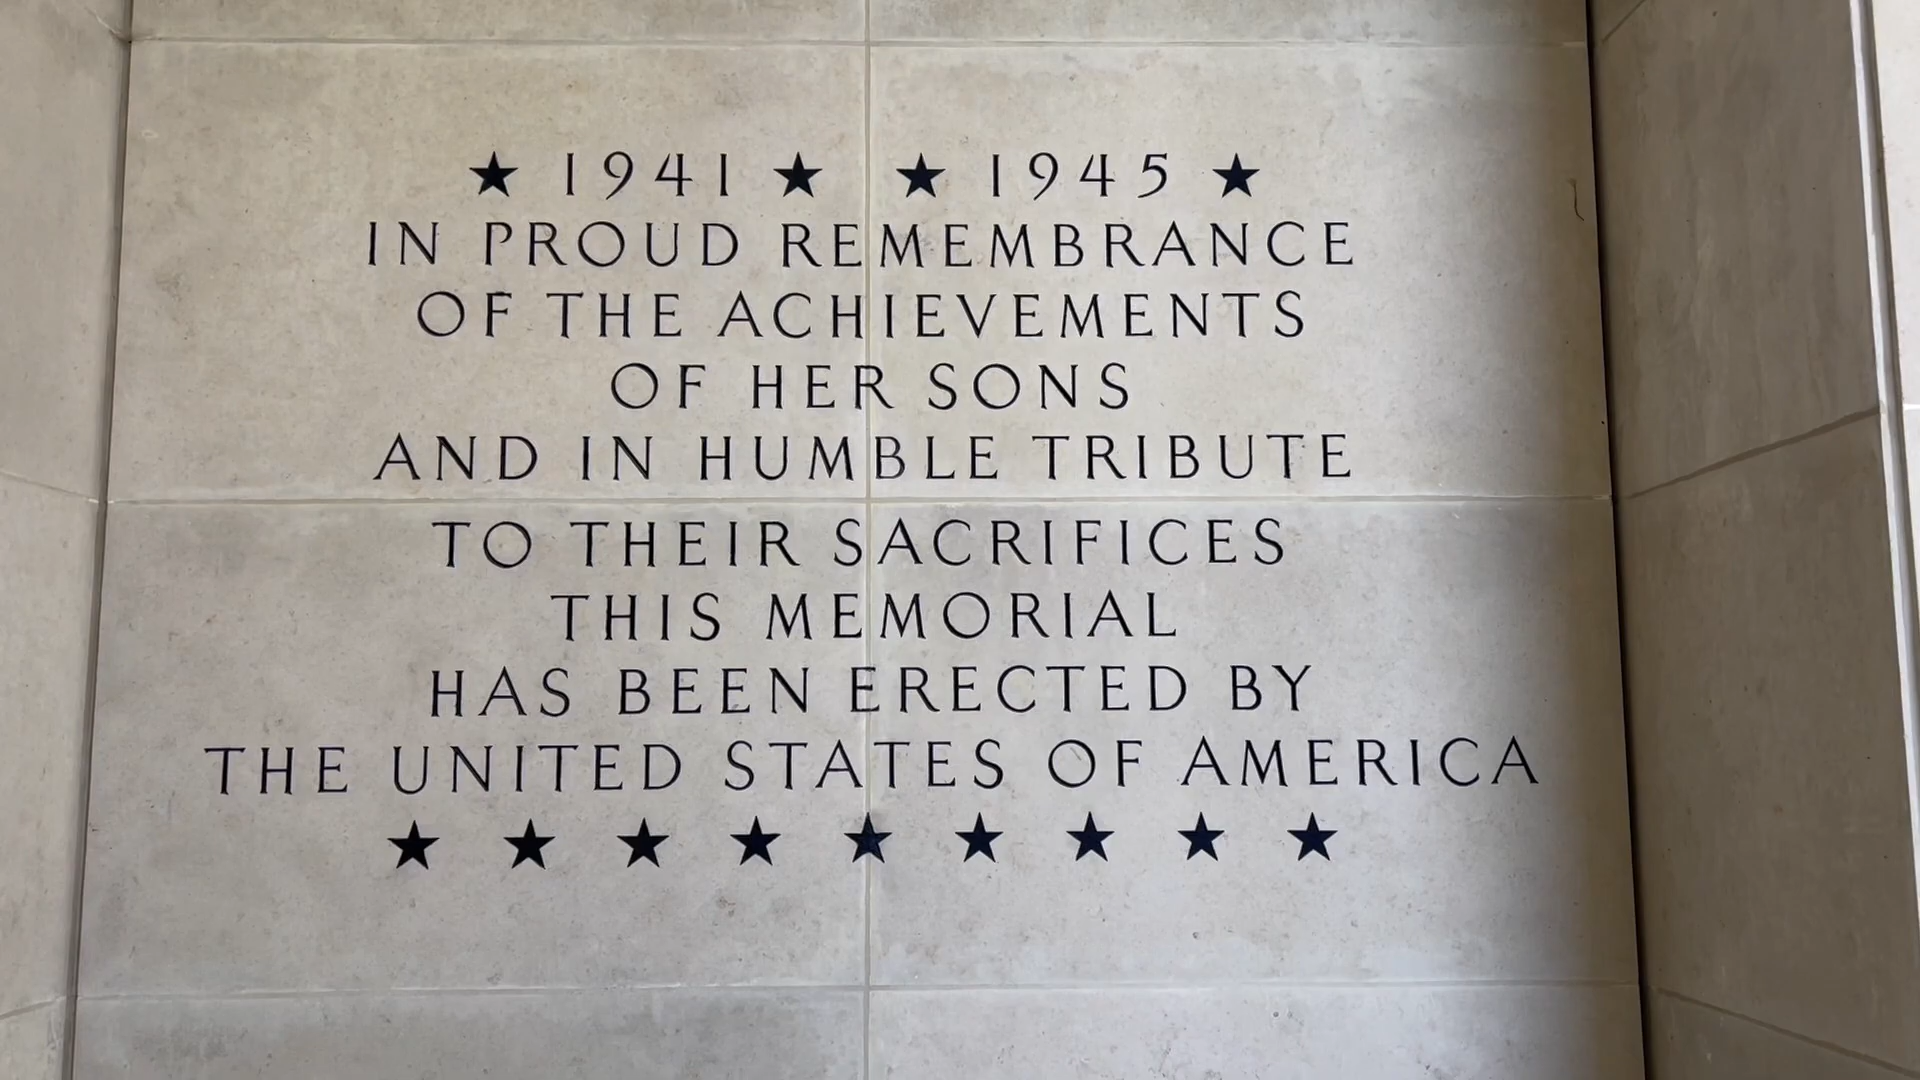 ★ 1941 ★ ★ 1945 ★
IN PROUD REMEMBRANCE
OF THE ACHIEVEMENTS
OF HER SONS
AND IN HUMBLE TRIBUTE
TO THEIR SACRIFICES
THIS MEMORIAL
HAS BEEN ERECTED BY
THE UNITED STATES OF AMERICA
★ ★ ★ ★ ★ ★ ★ ★ ★